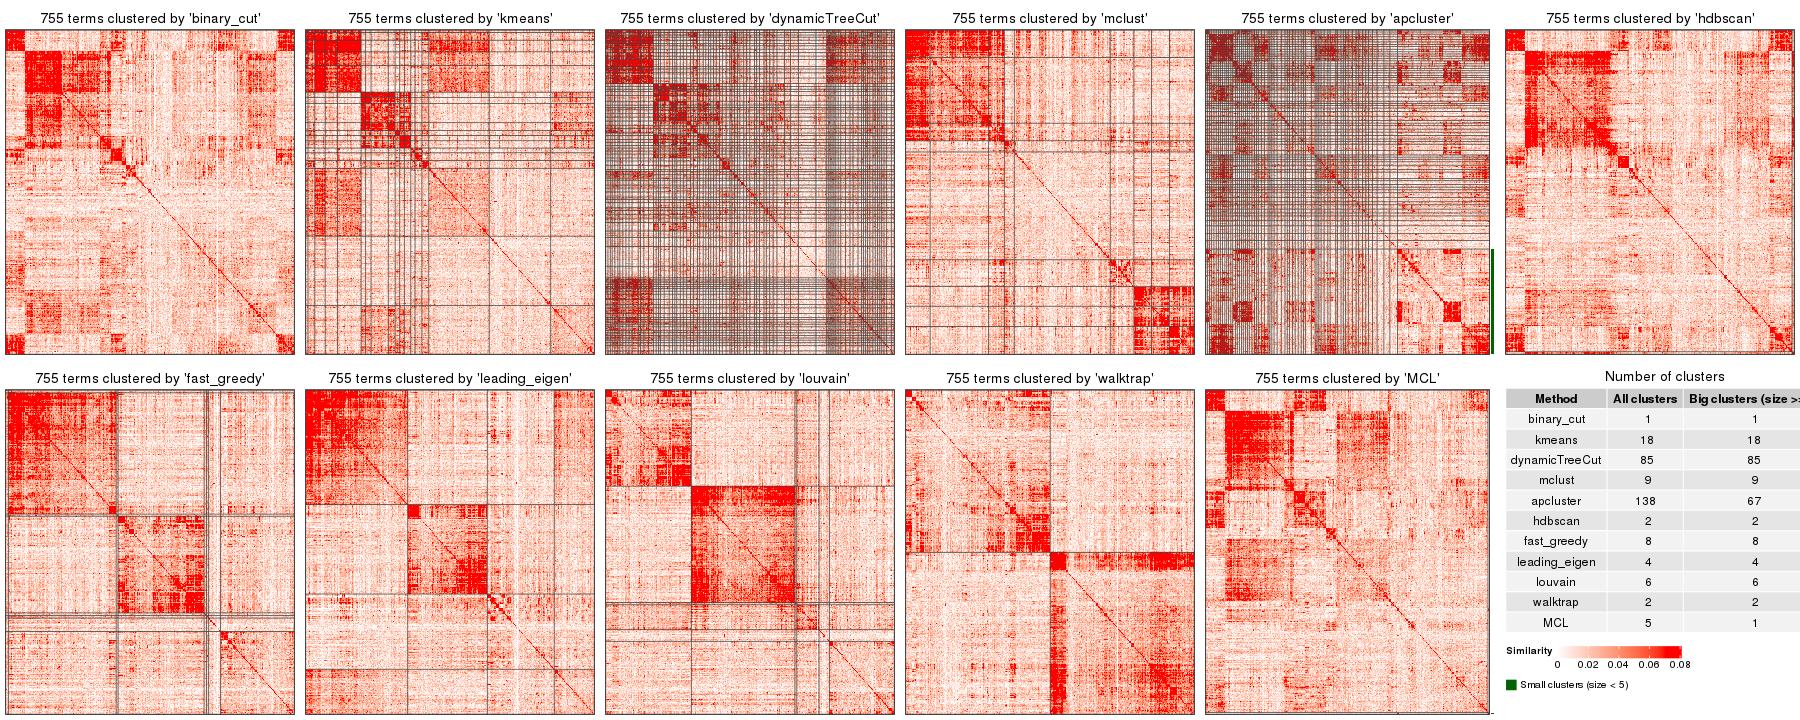 755 terms clustered by 'binary_cut'
755 terms clustered by 'kmeans'
755 terms clustered by 'dynamicTreeCut'
755 terms clustered by 'mclust'
755 terms clustered by 'apcluster'
755 terms clustered by 'hdbscan'
755 terms clustered by 'fast_greedy'
755 terms clustered by 'leading_eigen'
755 terms clustered by 'louvain'
755 terms clustered by 'walktrap'
755 terms clustered by 'MCL'
Number of clusters
Method All clusters Big clusters (size >=
binary_cut 1 1
kmeans 18 18
dynamicTreeCut 85 85
mclust 9 9
apcluster 138 67
hdbscan 2 2
fast_greedy 8 8
leading_eigen 4 4
louvain 6 6
walktrap 2 2
MCL 5 1
Similarity
0 0.02 0.04 0.06 0.08
Small clusters (size < 5)